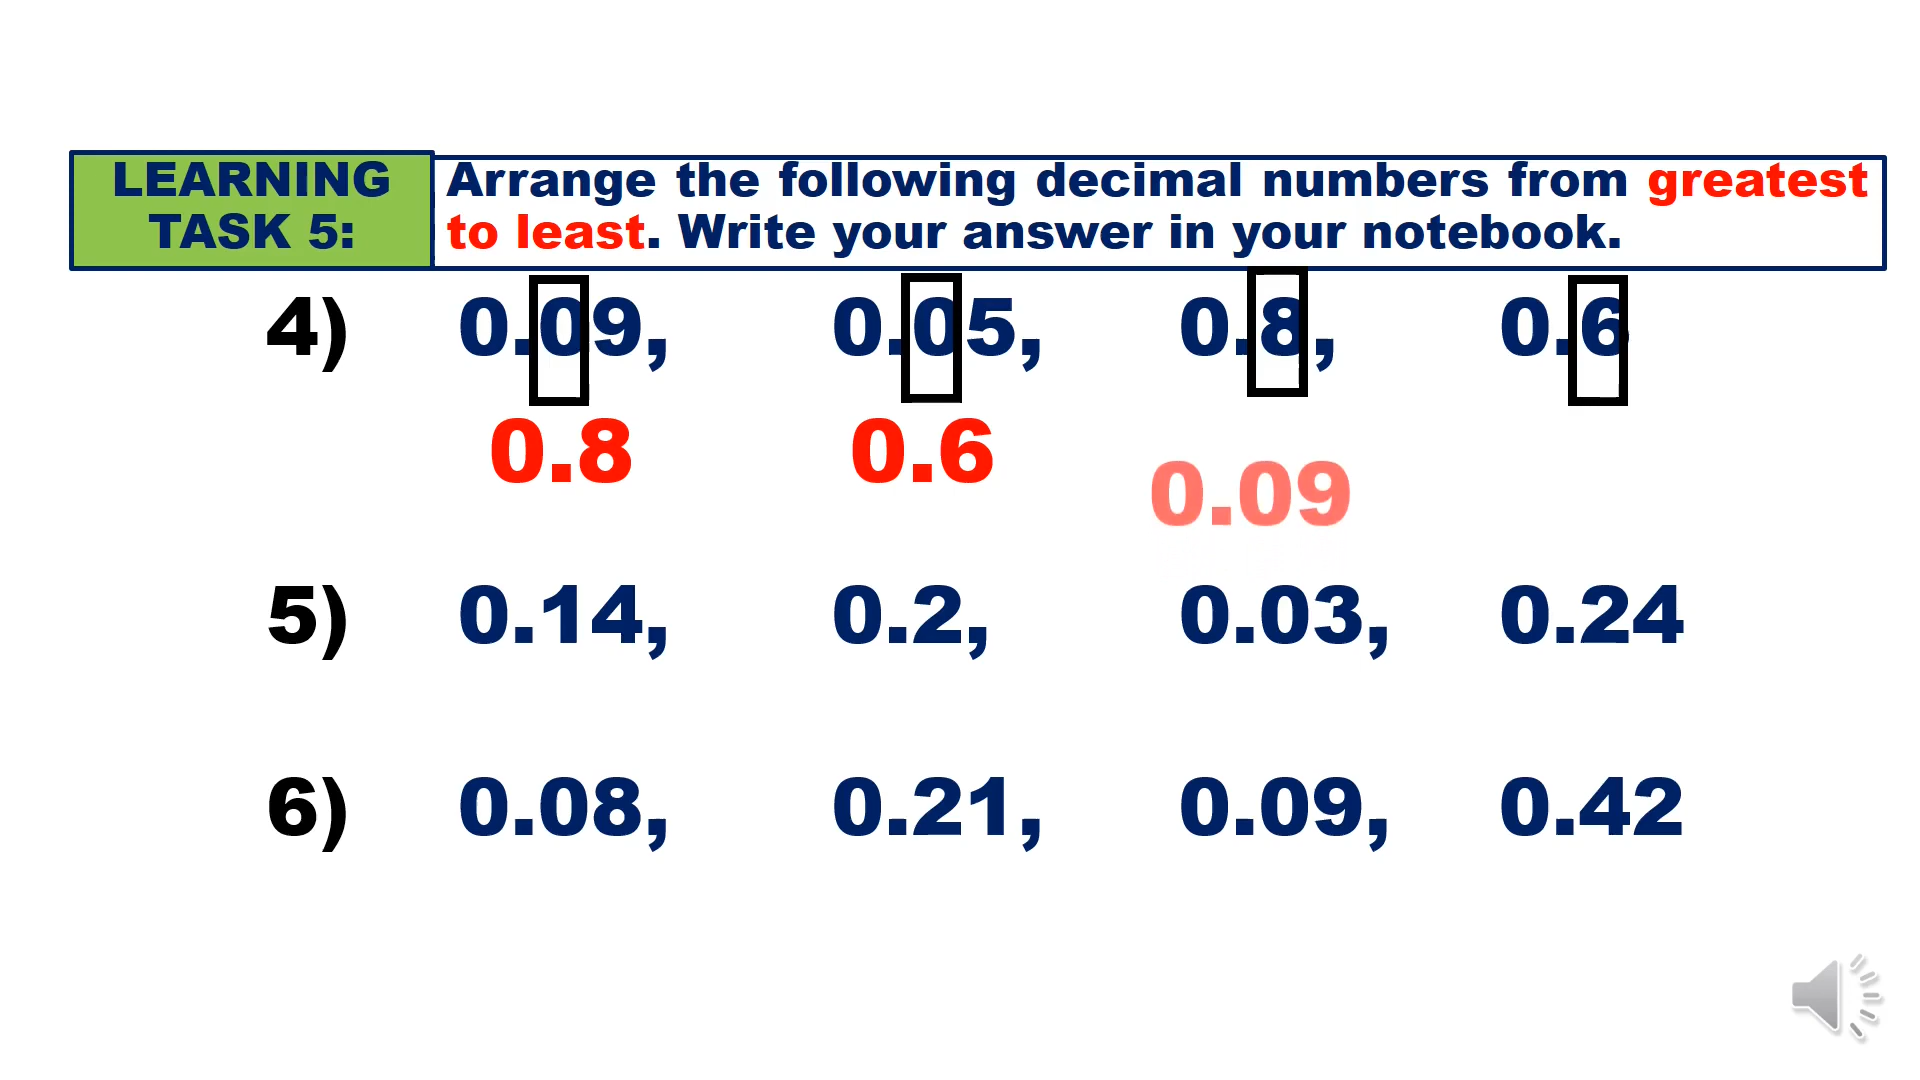 LEARNING
TASK 5:
Arrange the following decimal numbers from greatest
to least. Write your answer in your notebook.
4) 0.09, 0.05, 0.8, 0.6
0.8 0.6 0.09
5) 0.14, 0.2, 0.03, 0.24
6) 0.08, 0.21, 0.09, 0.42